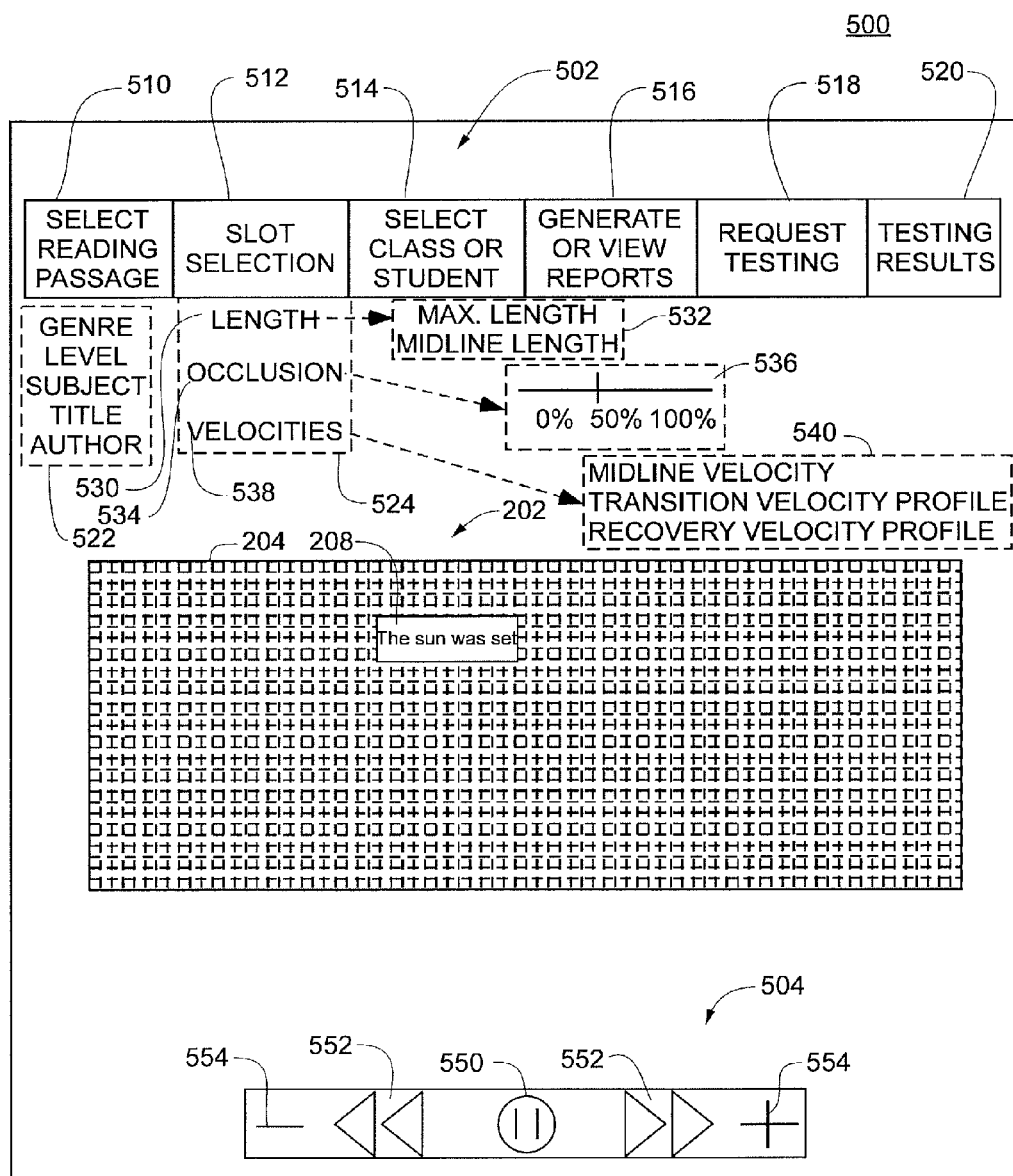 500
510
512
514
502
516
518
520
SELECT
READING
PASSAGE
SLOT
SELECTION
SELECT
CLASS OR
STUDENT
GENERATE
OR VIEW
REPORTS
REQUEST
TESTING
TESTING
RESULTS
GENRE
LEVEL
SUBJECT
TITLE
AUTHOR
LENGTH
OCCLUSION
VELOCITIES
MAX. LENGTH
MIDLINE LENGTH
532
536
0% 50% 100%
540
MIDLINE VELOCITY
TRANSITION VELOCITY PROFILE
RECOVERY VELOCITY PROFILE
530
534
538
524
522
202
204
208
The sun was set
504
554
552
550
552
554